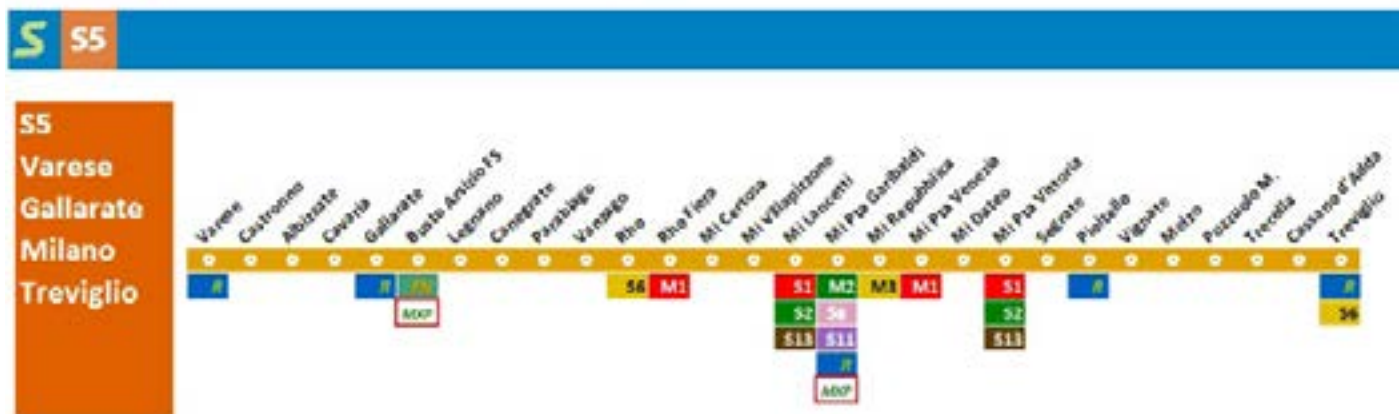 S S5
S5
Varese
Gallarate
Milano
Treviglio
Varese
Castronno
Albizzate
Cavaria
Gallarate
Busto Arsizio FS
Legnano
Canegrate
Parabiago
Vanzago
Rho
Rho Fiera
Mi Certosa
Mi Villapizzone
Mi Lancetti
Mi Pta Garibaldi
Mi Repubblica
Mi Pta Venezia
Mi Dateo
Mi Pta Vittoria
Segrate
Pioltello
Vignate
Melzo
Pozzuolo M.
Trecella
Cassano d'Adda
Treviglio
R R FN S6 M1 S1 M2 M3 M1 S1 R R
MXP S2 S8 S2 S6
S13 S11 S13
R
MXP